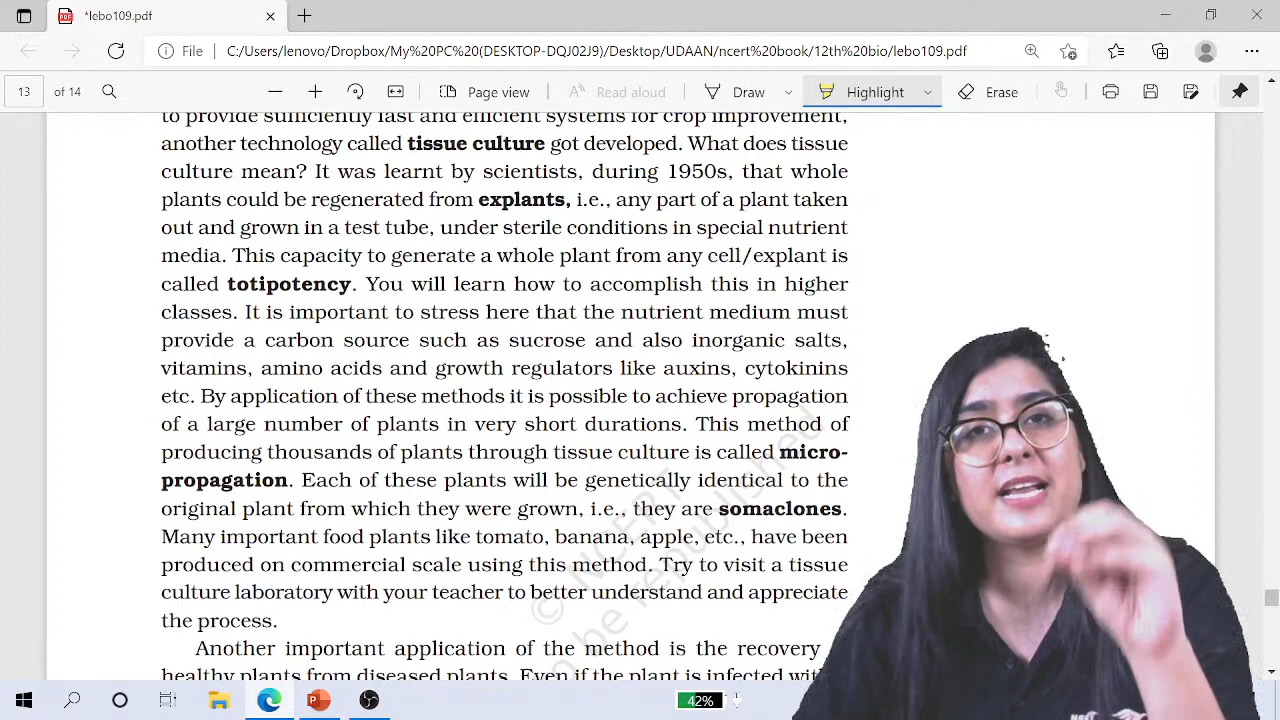 *lebo109.pdf
File
C:/Users/lenovo/Dropbox/My%20PC%20(DESKTOP-DQJ02J9)/Desktop/UDAAN/ncert%20book/12th%20bio/lebo109.pdf
13 of 14
Page view
Read aloud
Draw
Highlight
Erase
to provide sufficiently fast and efficient systems for crop improvement,
another technology called tissue culture got developed. What does tissue
culture mean? It was learnt by scientists, during 1950s, that whole
plants could be regenerated from explants, i.e., any part of a plant taken
out and grown in a test tube, under sterile conditions in special nutrient
media. This capacity to generate a whole plant from any cell/explant is
called totipotency. You will learn how to accomplish this in higher
classes. It is important to stress here that the nutrient medium must
provide a carbon source such as sucrose and also inorganic salts,
vitamins, amino acids and growth regulators like auxins, cytokinins
etc. By application of these methods it is possible to achieve propagation
of a large number of plants in very short durations. This method of
producing thousands of plants through tissue culture is called micro-
propagation. Each of these plants will be genetically identical to the
original plant from which they were grown, i.e., they are somaclones.
Many important food plants like tomato, banana, apple, etc., have been
produced on commercial scale using this method. Try to visit a tissue
culture laboratory with your teacher to better understand and appreciate
the process.
Another important application of the method is the recovery
healthy plants from diseased plants. Even if the plant is infected
© NCERT
be republished
42%